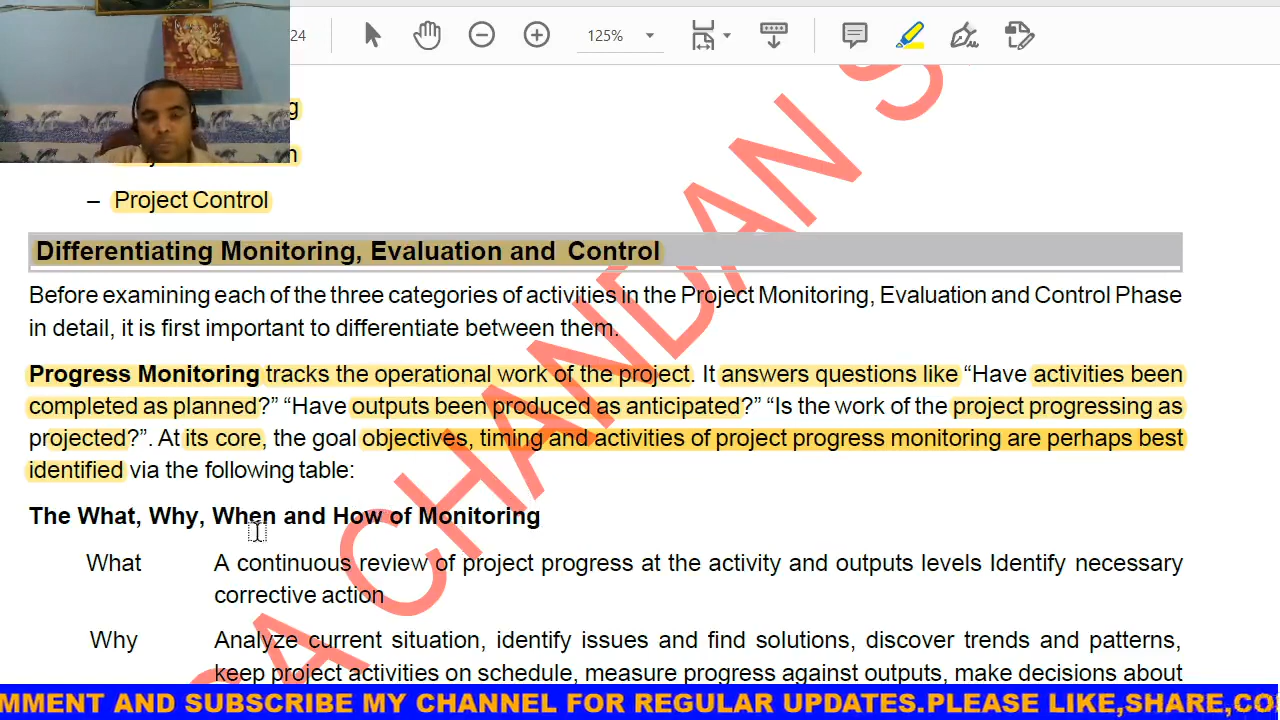 24
125%
g
n
– Project Control
Differentiating Monitoring, Evaluation and Control
Before examining each of the three categories of activities in the Project Monitoring, Evaluation and Control Phase
in detail, it is first important to differentiate between them.
Progress Monitoring tracks the operational work of the project. It answers questions like “Have activities been
completed as planned?” “Have outputs been produced as anticipated?” “Is the work of the project progressing as
projected?”. At its core, the goal objectives, timing and activities of project progress monitoring are perhaps best
identified via the following table:
The What, Why, When and How of Monitoring
What A continuous review of project progress at the activity and outputs levels Identify necessary
corrective action
Why Analyze current situation, identify issues and find solutions, discover trends and patterns,
keep project activities on schedule, measure progress against outputs, make decisions about
MMENT AND SUBSCRIBE MY CHANNEL FOR REGULAR UPDATES.PLEASE LIKE,SHARE,CO